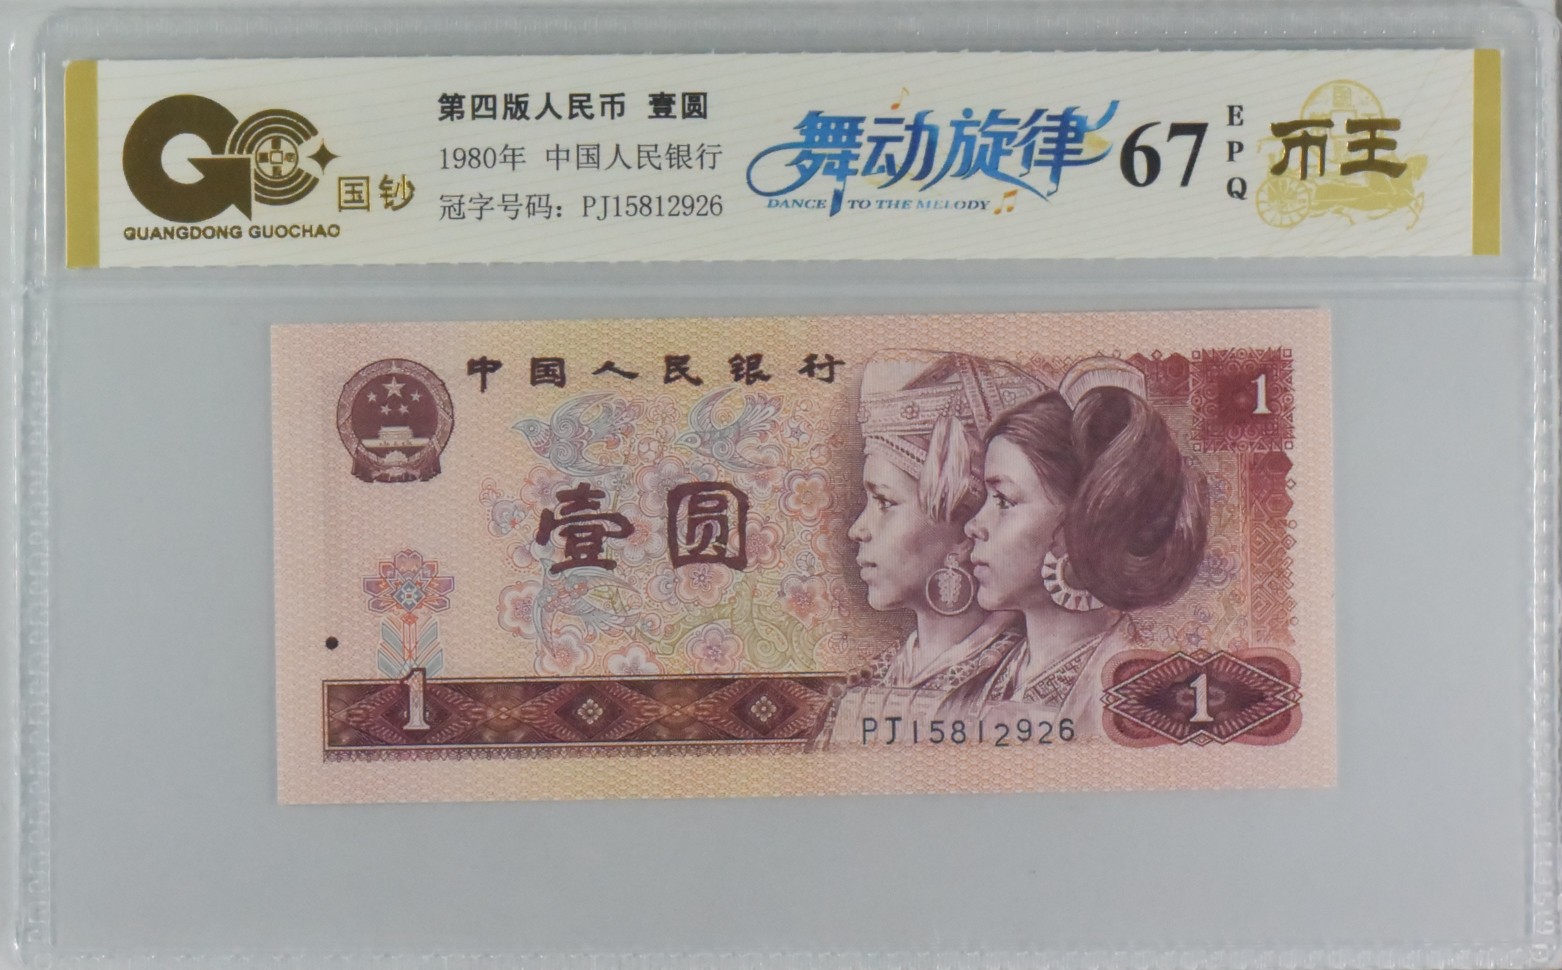 GC
国钞
GUANGDONG GUOCHAO
第四版人民币 壹圆
1980年 中国人民银行
冠字号码：PJ15812926
舞动旋律
DANCE TO THE MELODY
67
EPQ
币王
中国人民银行
1
壹圆
1
PJ15812926
1